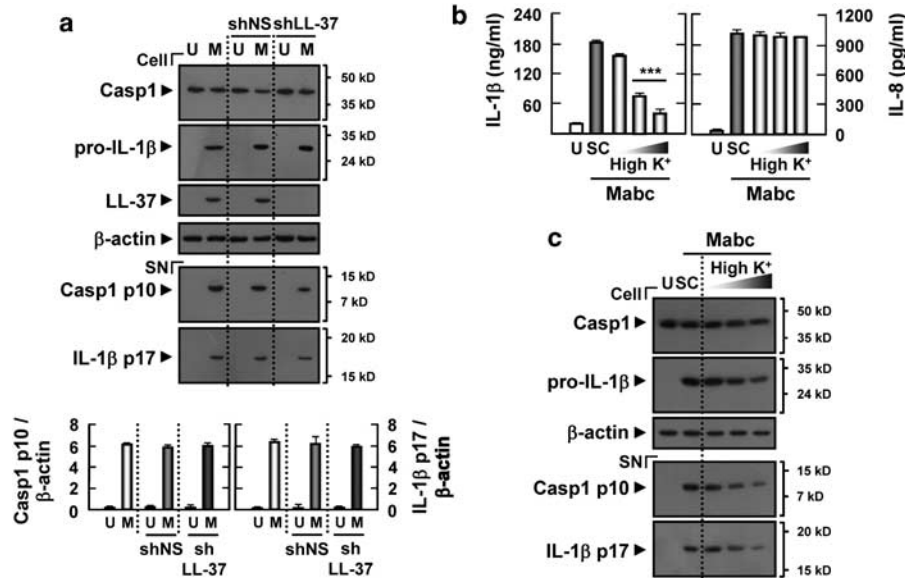 a
shNS shLL-37
U M U M U M
Cell
Casp1
50 kD
35 kD
pro-IL-1β
35 kD
24 kD
LL-37
β-actin
SN
Casp1 p10
15 kD
7 kD
IL-1β p17
20 kD
15 kD
Casp1 p10 /
β-actin
8
6
4
2
0
U M U M U M
shNS sh
LL-37
8
6
4
2
0
IL-1β p17 /
β-actin
U M U M U M
shNS sh
LL-37
b
IL-1β (ng/ml)
240
180
120
60
***
U SC
High K+
Mabc
1200
900
600
300
0
IL-8
(pg/ml)
U SC
High K+
Mabc
c
Mabc
High K+
U SC
Cell
Casp1
50 kD
35 kD
pro-IL-1β
35 kD
24 kD
β-actin
SN
Casp1 p10
15 kD
7 kD
IL-1β p17
20 kD
15 kD